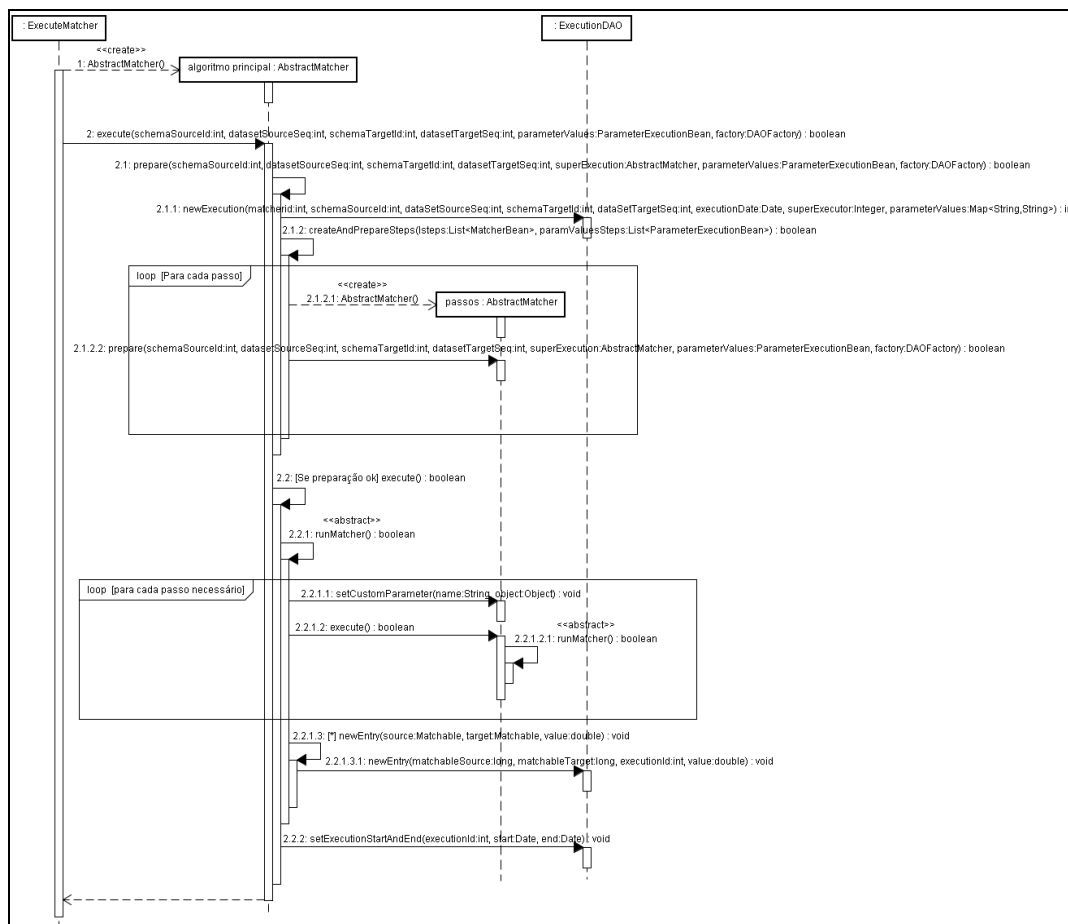 : ExecuteMatcher
: ExecutionDAO
<<create>>
1: AbstractMatcher()
algoritmo principal : AbstractMatcher
2: execute(schemaSourceId:int, datasetSourceSeq:int, schemaTargetId:int, datasetTargetSeq:int, parameterValues:ParameterExecutionBean, factory:DAOFactory) : boolean
2.1: prepare(schemaSourceId:int, datasetSourceSeq:int, schemaTargetId:int, datasetTargetSeq:int, superExecution:AbstractMatcher, parameterValues:ParameterExecutionBean, factory:DAOFactory) : boolean
2.1.1: newExecution(matcherid:int, schemaSourceId:int, dataSetSourceSeq:int, schemaTargetId:int, dataSetTargetSeq:int, executionDate:Date, superExecutor:Integer, parameterValues:Map<String,String>) :
2.1.2: createAndPrepareSteps(lsteps:List<MatcherBean>, paramValuesSteps:List<ParameterExecutionBean>) : boolean
loop [Para cada passo]
<<create>>
2.1.2.1: AbstractMatcher()
passos : AbstractMatcher
2.1.2.2: prepare(schemaSourceId:int, datasetSourceSeq:int, schemaTargetId:int, datasetTargetSeq:int, superExecution:AbstractMatcher, parameterValues:ParameterExecutionBean, factory:DAOFactory) : boolean
2.2: [Se preparação ok] execute() : boolean
<<abstract>>
2.2.1: runMatcher() : boolean
loop [para cada passo necessário]
2.2.1.1: setCustomParameter(name:String, object:Object) : void
2.2.1.2: execute() : boolean
<<abstract>>
2.2.1.2.1: runMatcher() : boolean
2.2.1.3: [*] newEntry(source:Matchable, target:Matchable, value:double) : void
2.2.1.3.1: newEntry(matchableSource:long, matchableTarget:long, executionId:int, value:double) : void
2.2.2: setExecutionStartAndEnd(executionId:int, start:Date, end:Date) : void